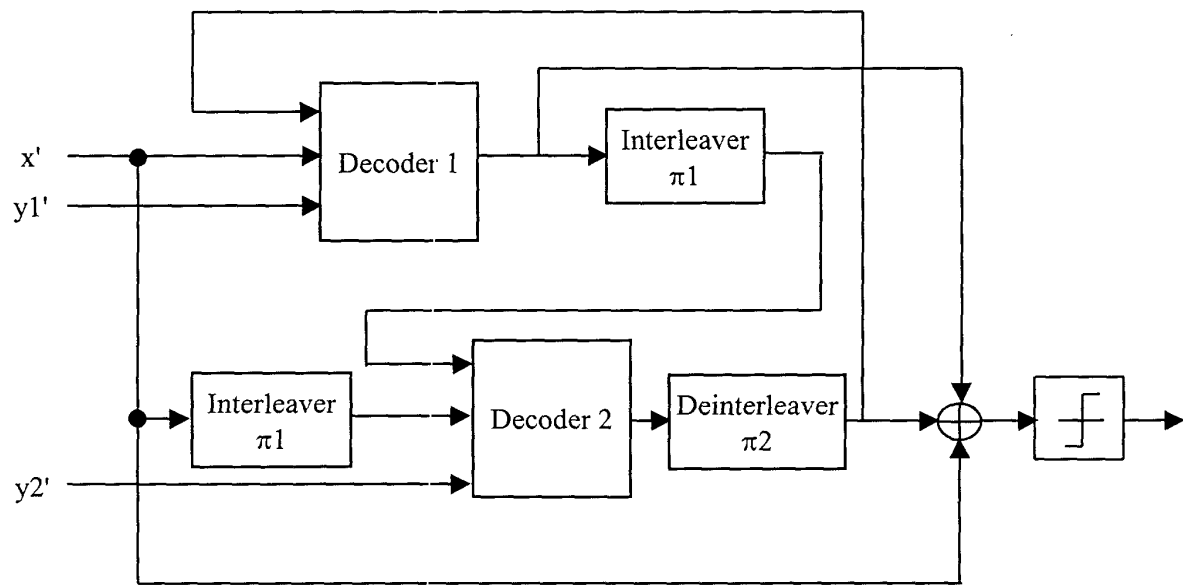 x'
y1'
Decoder 1
Interleaver
π1
Interleaver
π1
Decoder 2
Deinterleaver
π2
y2'